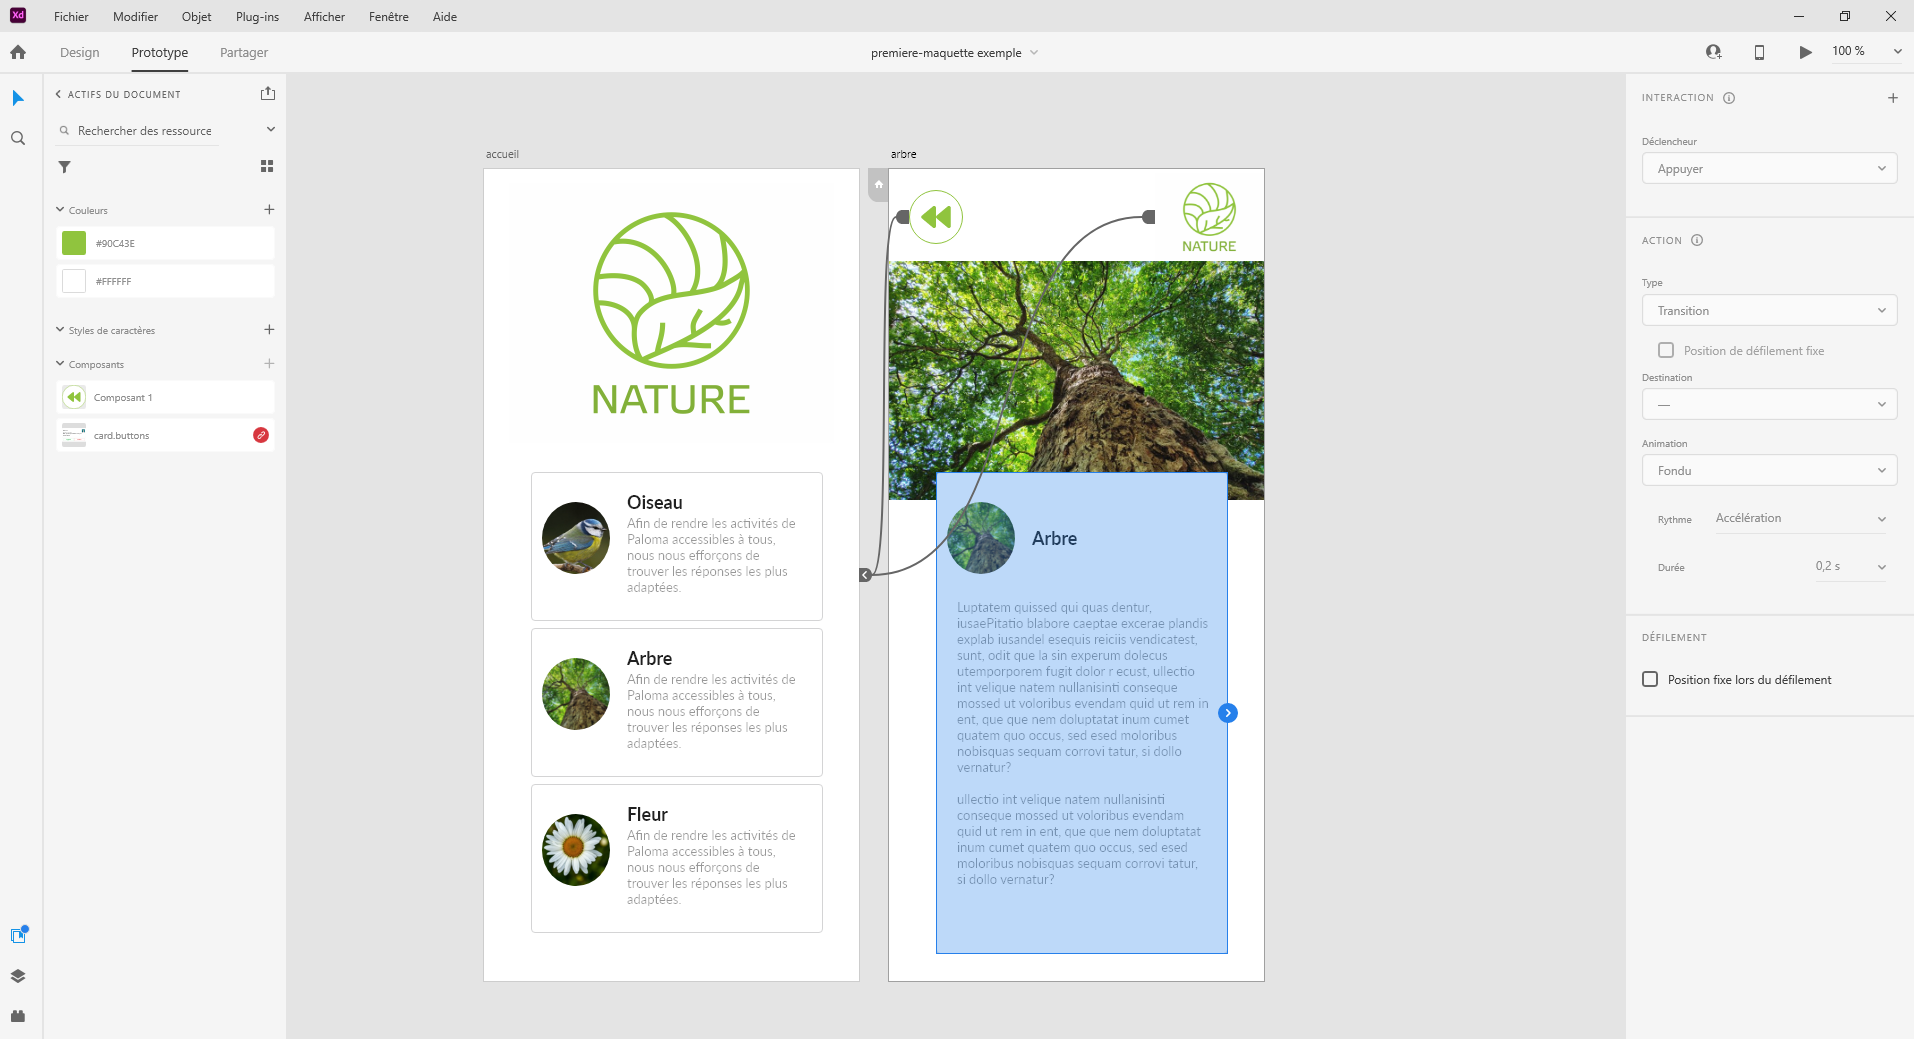 Xd
Fichier
Modifier
Objet
Plug-ins
Afficher
Fenêtre
Aide
Design
Prototype
Partager
premiere-maquette exemple
100 %
ACTIFS DU DOCUMENT
Rechercher des ressource
Couleurs
#90C43E
#FFFFFF
Styles de caractères
Composants
Composant 1
card.buttons
accueil
NATURE
Oiseau
Afin de rendre les activités de
Paloma accessibles à tous,
nous nous efforçons de
trouver les réponses les plus
adaptées.
Arbre
Afin de rendre les activités de
Paloma accessibles à tous,
nous nous efforçons de
trouver les réponses les plus
adaptées.
Fleur
Afin de rendre les activités de
Paloma accessibles à tous,
nous nous efforçons de
trouver les réponses les plus
adaptées.
arbre
NATURE
Arbre
Luptatem quissed qui quas dentur,
iusaePitatio blabore caeptae excerae plandis
explab iusandel esequis reiciis vendicatest,
sunt, odit que la sin experum dolecus
utemporporem fugit dolor r ecust, ullectio
int velique natem nullanisinti conseque
mossed ut voloribus evendam quid ut rem in
ent, que que nem doluptatat inum cumet
quatem quo occus, sed esed moloribus
nobisquas sequam corrovi tatur, si dollo
vernatur?
ullectio int velique natem nullanisinti
conseque mossed ut voloribus evendam
quid ut rem in ent, que que nem doluptatat
inum cumet quatem quo occus, sed esed
moloribus nobisquas sequam corrovi tatur,
si dollo vernatur?
INTERACTION
Déclencheur
Appuyer
ACTION
Type
Transition
Position de défilement fixe
Destination
—
Animation
Fondu
Rythme
Accélération
Durée
0,2 s
DÉFILEMENT
Position fixe lors du défilement